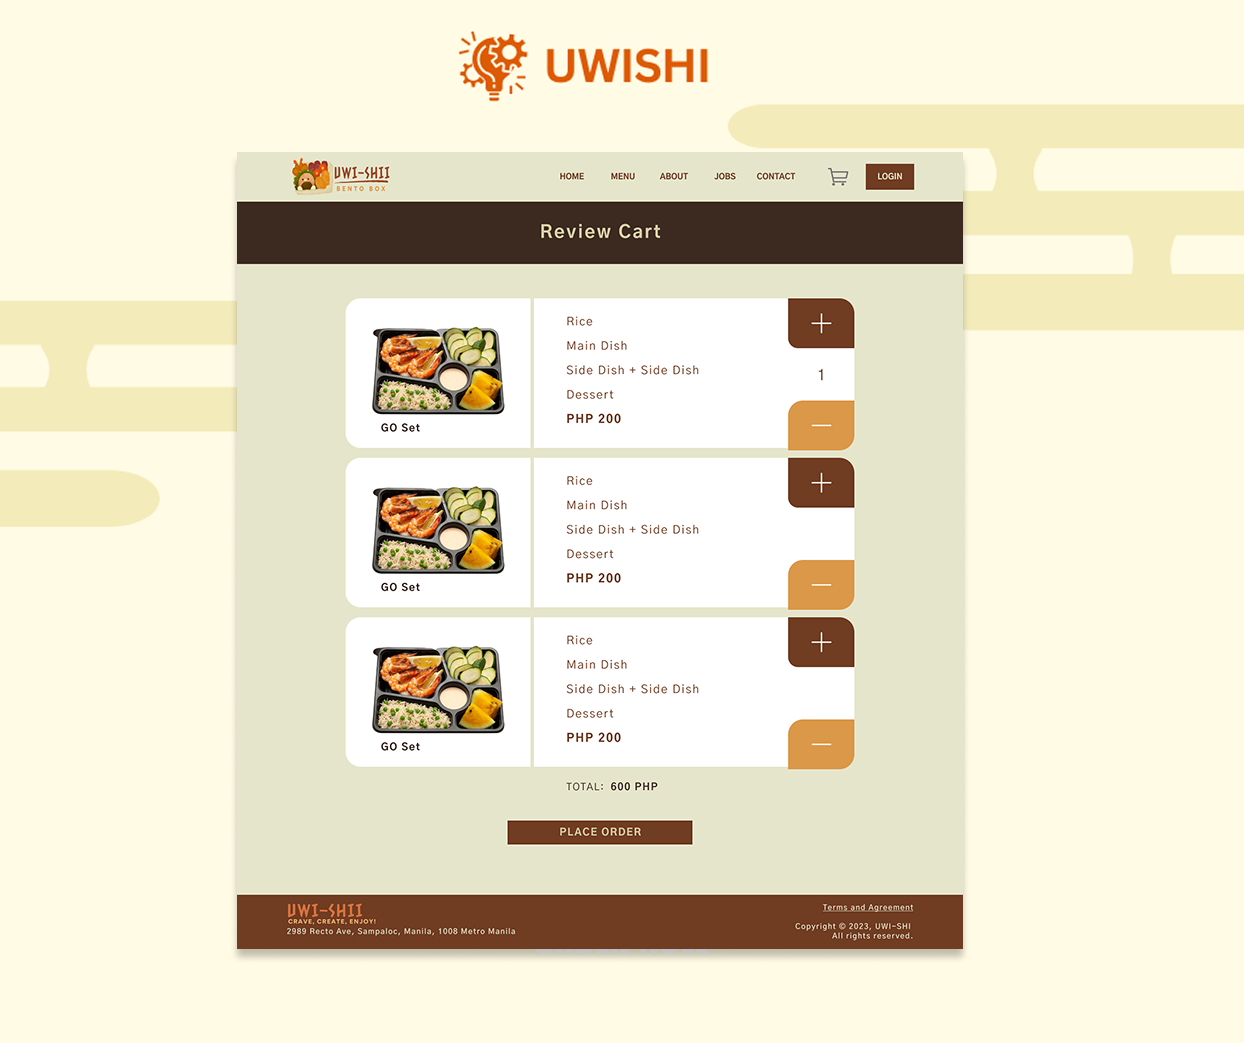 UWISHI
UWI-SHII
BENTO BOX
HOME MENU ABOUT JOBS CONTACT LOGIN
Review Cart
Rice
Main Dish
Side Dish + Side Dish
Dessert
PHP 200
GO Set
1
Rice
Main Dish
Side Dish + Side Dish
Dessert
PHP 200
GO Set
Rice
Main Dish
Side Dish + Side Dish
Dessert
PHP 200
GO Set
TOTAL: 600 PHP
PLACE ORDER
UWI-SHII
CRAVE, CREATE, ENJOY!
2989 Recto Ave, Sampaloc, Manila, 1008 Metro Manila
Terms and Agreement
Copyright © 2023, UWI-SHI
All rights reserved.